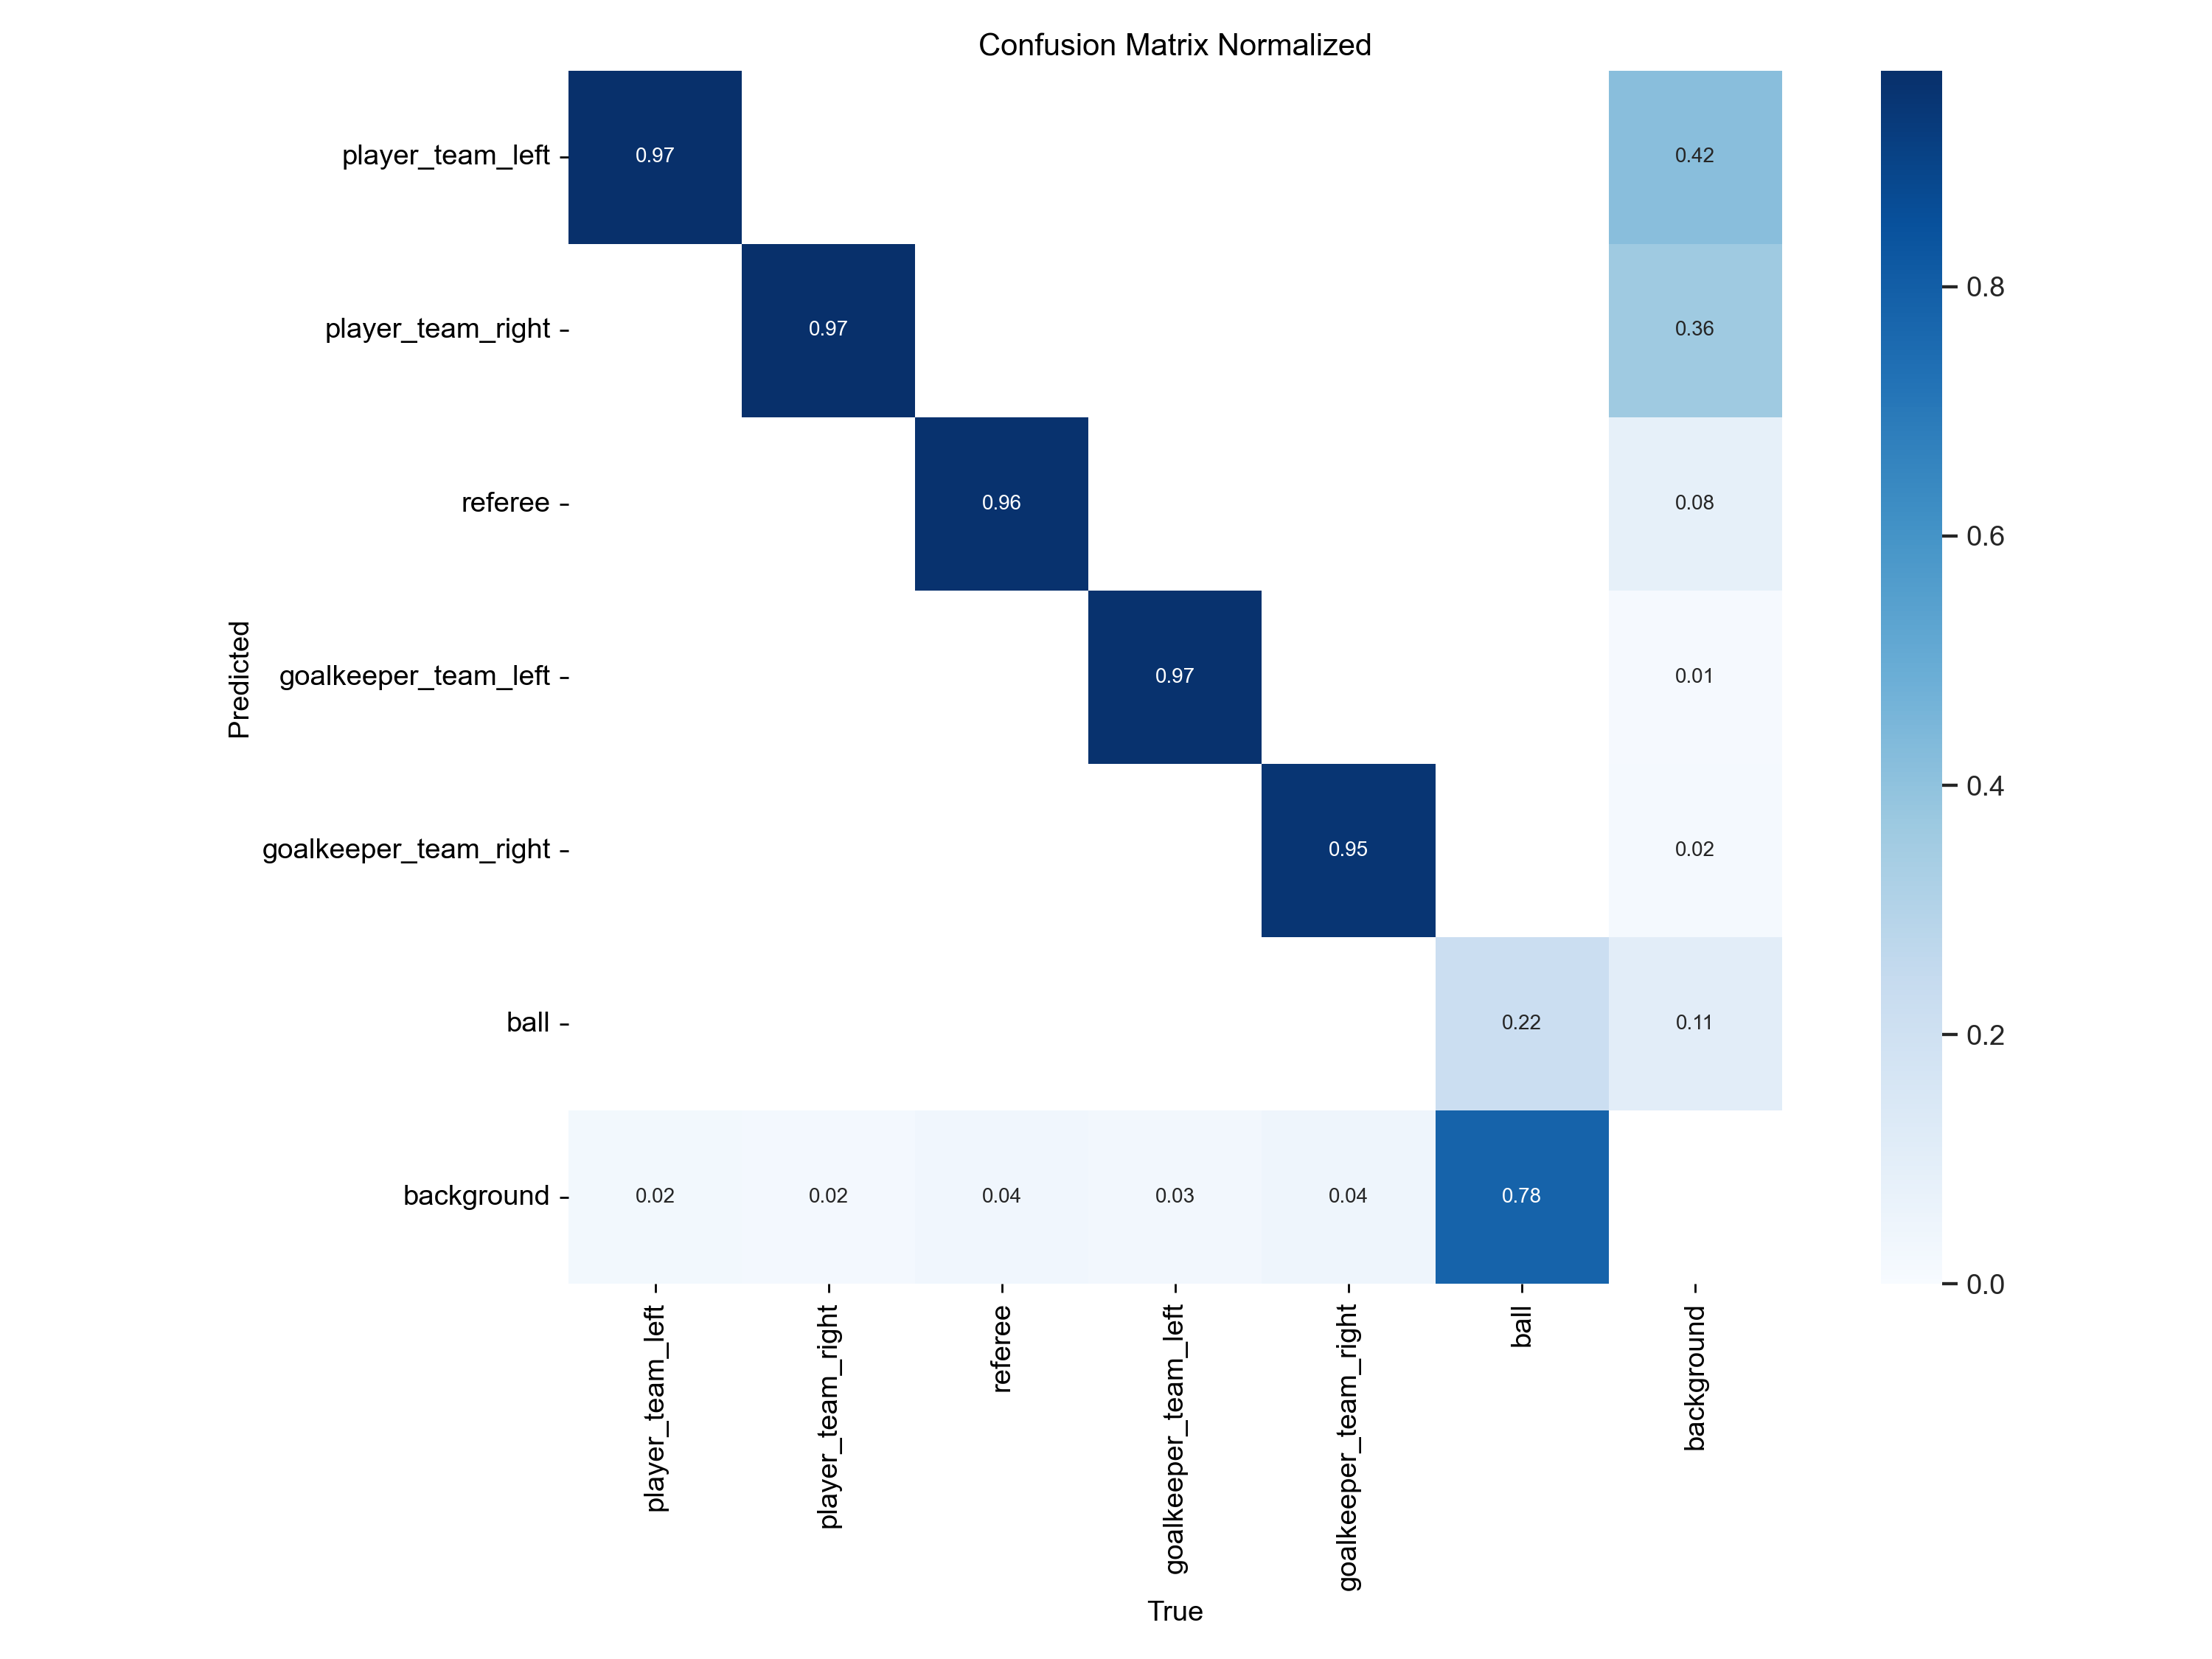 Confusion Matrix Normalized
player_team_left 0.97 0.42
player_team_right 0.97 0.36 0.8
referee 0.96 0.08 0.6
Predicted
goalkeeper_team_left 0.97 0.01
0.4
goalkeeper_team_right 0.95 0.02
ball 0.22 0.11 0.2
background 0.02 0.02 0.04 0.03 0.04 0.78
0.0
player_team_left
player_team_right
referee
goalkeeper_team_left
goalkeeper_team_right
ball
background
True